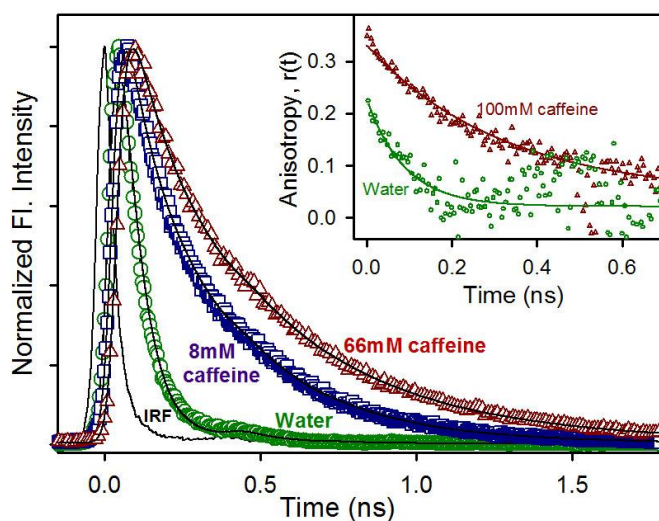 Normalized Fl. Intensity
Anisotropy, r(t)
0.3
0.2
0.1
0.0
100mM caffeine
Water
0.0 0.2 0.4 0.6
Time (ns)
66mM caffeine
8mM
caffeine
Water
IRF
0.0 0.5 1.0 1.5
Time (ns)